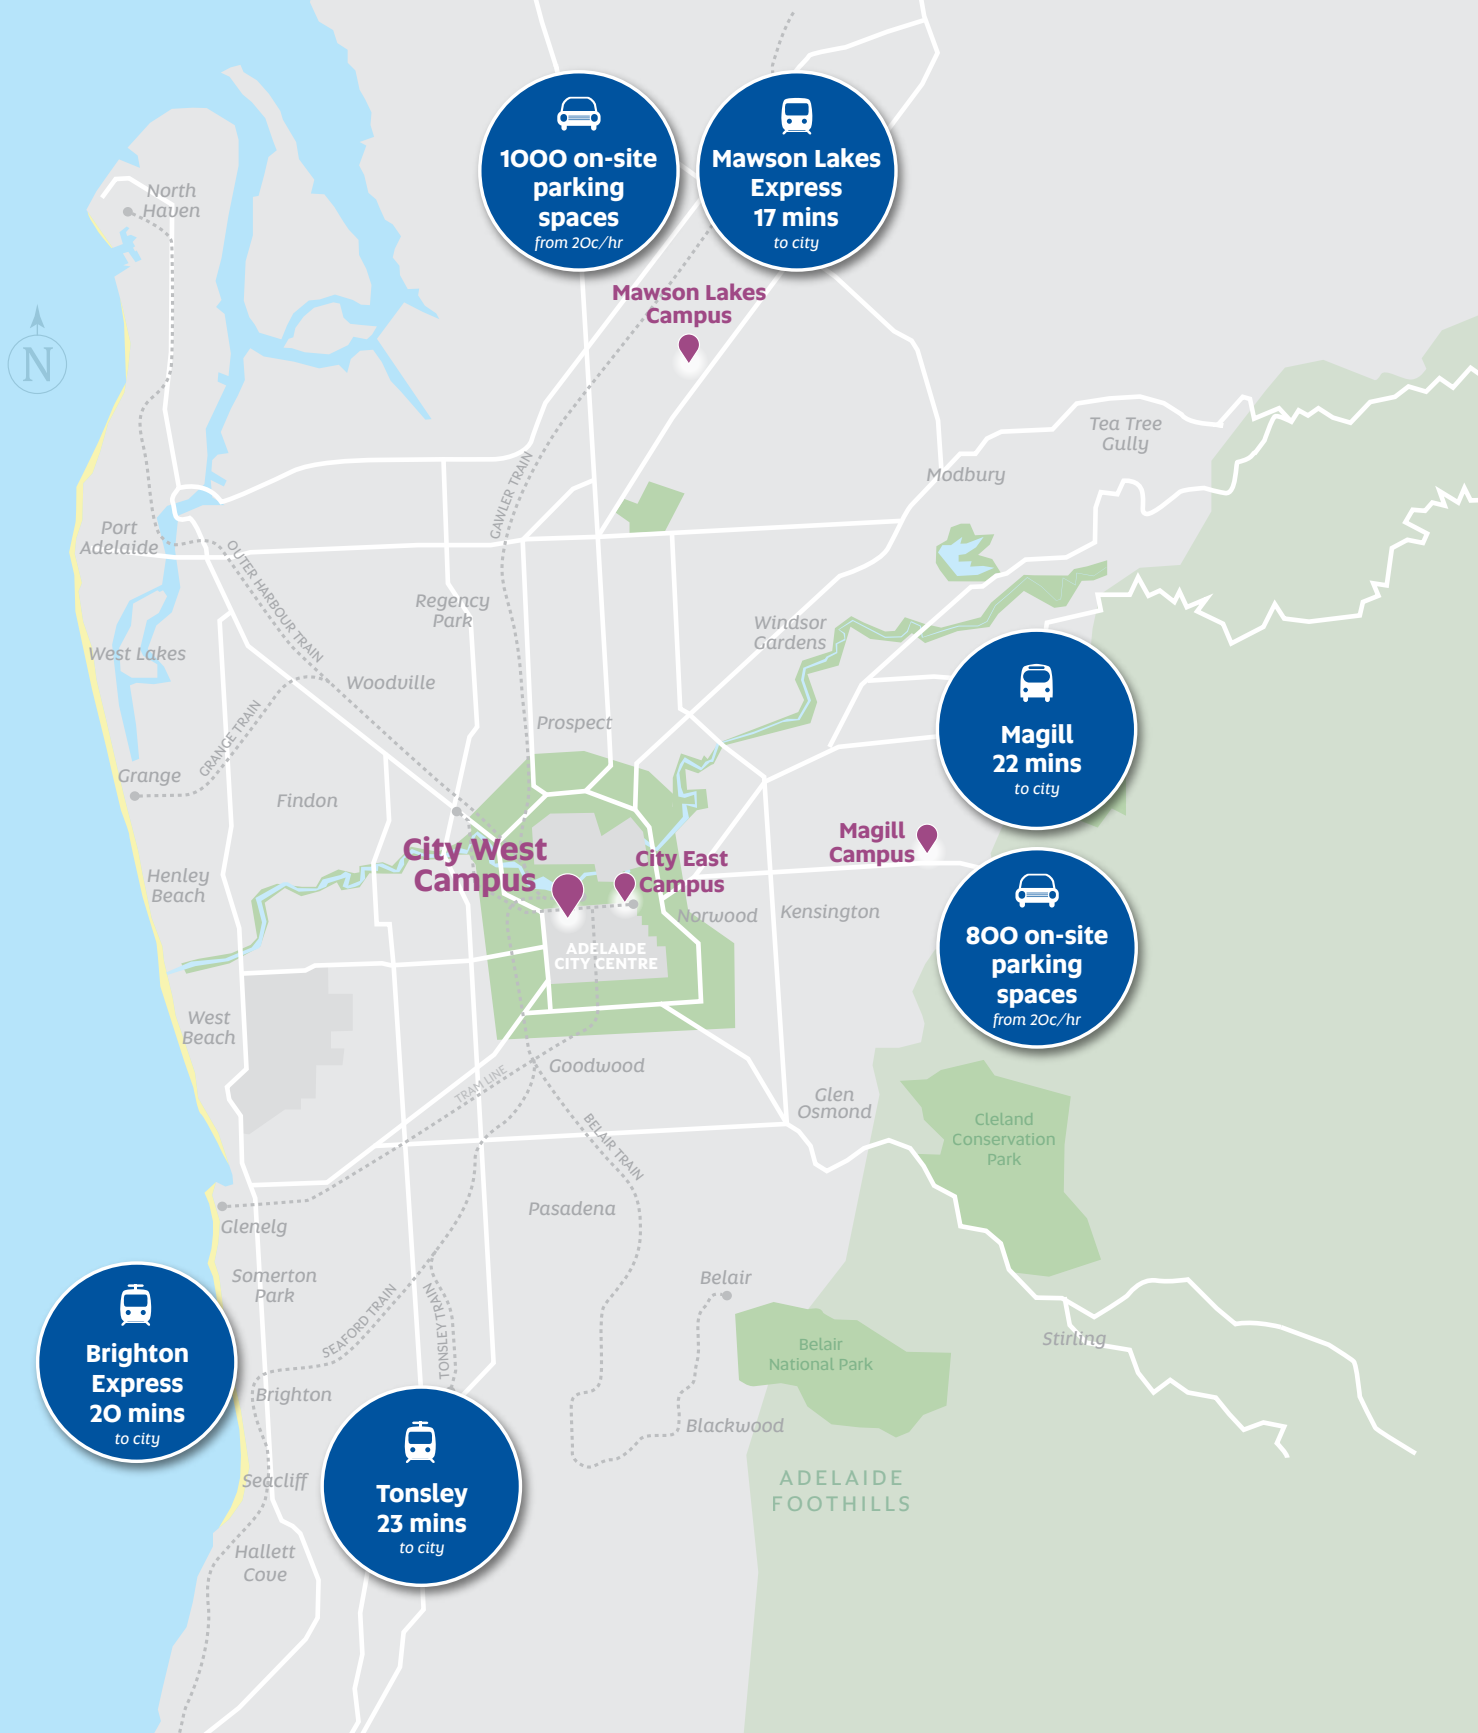 1000 on-site
parking
spaces
from 20c/hr
Mawson Lakes
Express
17 mins
to city
North
Haven
Mawson Lakes
Campus
N
Tea Tree
Gully
Modbury
GAWLER TRAIN
Port
Adelaide
OUTER HARBOUR TRAIN
Regency
Park
Windsor
Gardens
West Lakes
Woodville
GRANGE TRAIN
Prospect
Magill
22 mins
to city
Grange
Findon
City West
Campus
City East
Campus
Magill
Campus
Henley
Beach
Norwood
Kensington
ADELAIDE
CITY CENTRE
800 on-site
parking
spaces
from 20c/hr
West
Beach
Goodwood
TRAM LINE
BELAIR TRAIN
Glen
Osmond
Cleland
Conservation
Park
Pasadena
Glenelg
Somerton
Park
Belair
SEAFORD TRAIN
TONSLEY TRAIN
Belair
National Park
Stirling
Brighton
Express
20 mins
to city
Brighton
Blackwood
Seacliff
ADELAIDE
FOOTHILLS
Tonsley
23 mins
to city
Hallett
Cove